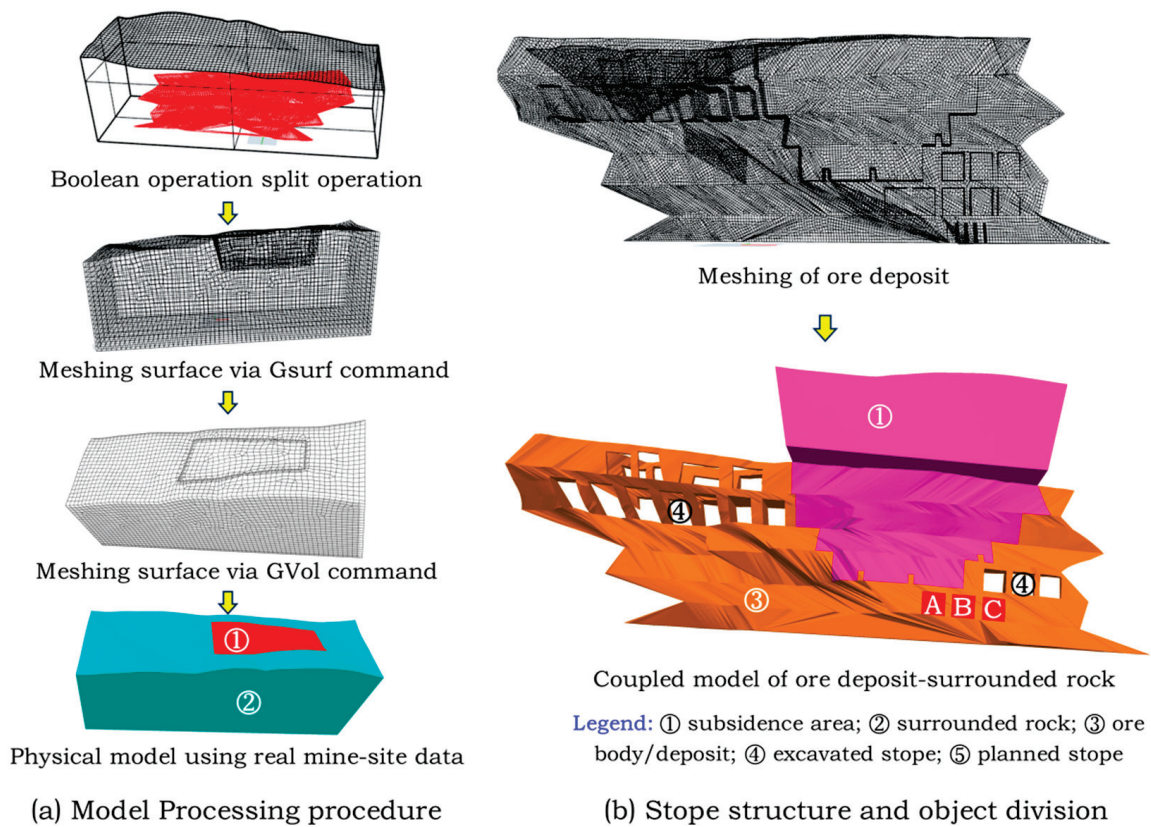 Boolean operation split operation
Meshing surface via Gsurf command
Meshing surface via GVol command
①
②
Physical model using real mine-site data
(a) Model Processing procedure
Meshing of ore deposit
①
④
④
③
A B C
Coupled model of ore deposit-surrounded rock
Legend: ① subsidence area; ② surrounded rock; ③ ore
body/deposit; ④ excavated stope; ⑤ planned stope
(b) Stope structure and object division